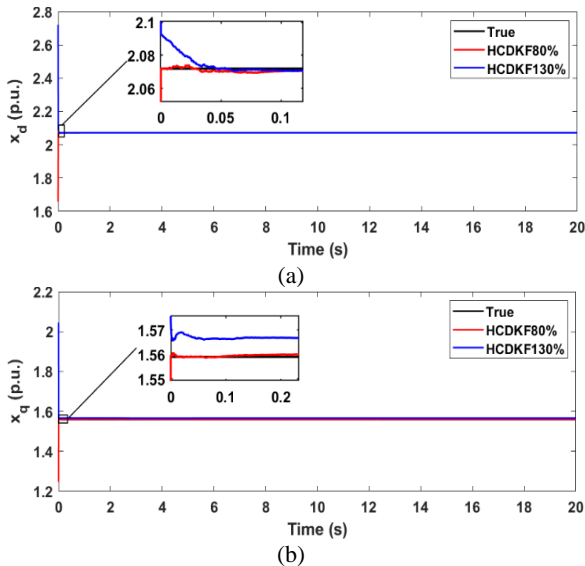 2.8
2.6
2.4
2.2
2
1.8
1.6
x_d (p.u.)
2.1
2.08
2.06
0 0.05 0.1
True
HCDKF80%
HCDKF130%
0 2 4 6 8 10 12 14 16 18 20
Time (s)
(a)
2.2
2
1.8
1.6
1.4
1.2
x_q (p.u.)
1.57
1.56
1.55
0 0.1 0.2
True
HCDKF80%
HCDKF130%
0 2 4 6 8 10 12 14 16 18 20
Time (s)
(b)